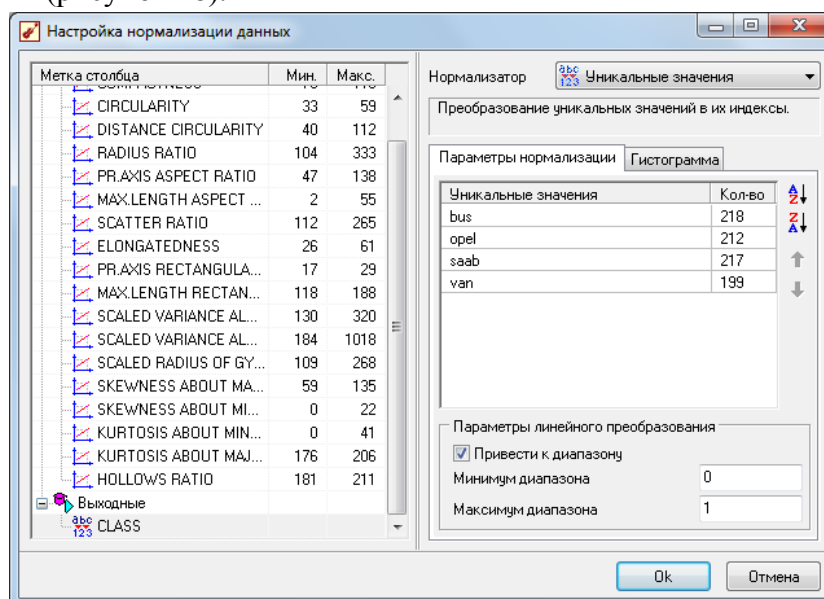 Настройка нормализации данных
Метка столбца Мин. Макс.
CIRCULARITY 33 59
DISTANCE CIRCULARITY 40 112
RADIUS RATIO 104 333
PR.AXIS ASPECT RATIO 47 138
MAX.LENGTH ASPECT ... 2 55
SCATTER RATIO 112 265
ELONGATEDNESS 26 61
PR.AXIS RECTANGULA... 17 29
MAX.LENGTH RECTAN... 118 188
SCALED VARIANCE AL... 130 320
SCALED VARIANCE AL... 184 1018
SCALED RADIUS OF GY... 109 268
SKEWNESS ABOUT MA... 59 135
SKEWNESS ABOUT MI... 0 22
KURTOSIS ABOUT MIN... 0 41
KURTOSIS ABOUT MAJ... 176 206
HOLLOWS RATIO 181 211
Выходные
abc 123 CLASS
Нормализатор abc 123 Уникальные значения
Преобразование уникальных значений в их индексы.
Параметры нормализации Гистограмма
Уникальные значения Кол-во
bus 218
opel 212
saab 217
van 199
A Z
Z A
Параметры линейного преобразования
Привести к диапазону
Минимум диапазона 0
Максимум диапазона 1
Ok Отмена